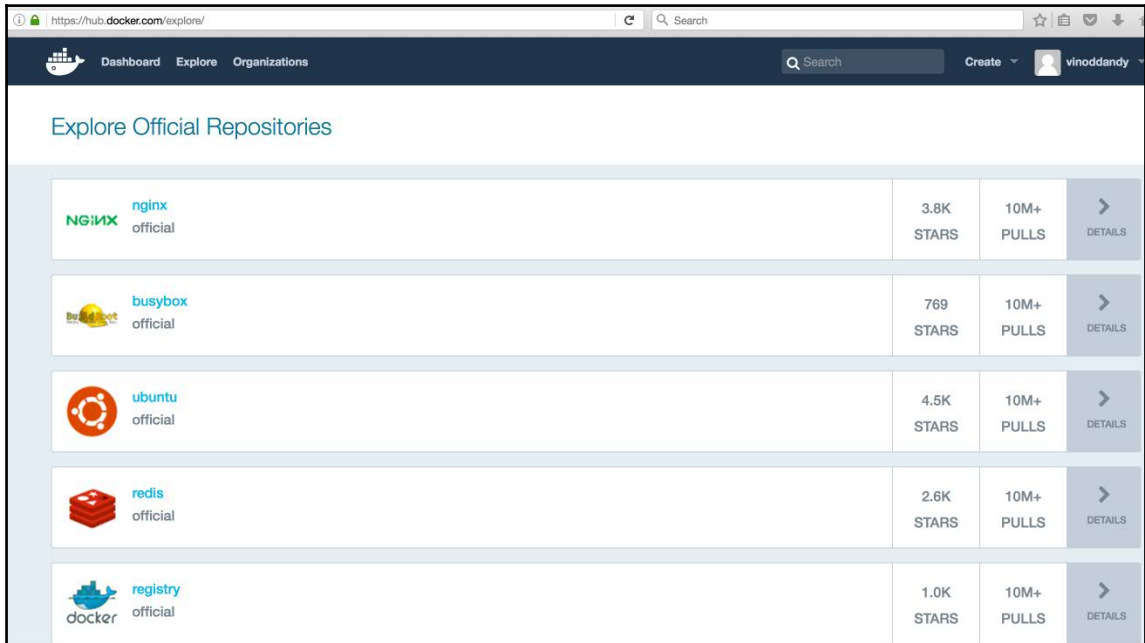 https://hub.docker.com/explore/
Search
Dashboard Explore Organizations
Search
Create
vinoddandy
Explore Official Repositories
NGINX
nginx
official
3.8K
STARS
10M+
PULLS
DETAILS
busybox
official
769
STARS
10M+
PULLS
DETAILS
ubuntu
official
4.5K
STARS
10M+
PULLS
DETAILS
redis
official
2.6K
STARS
10M+
PULLS
DETAILS
docker
registry
official
1.0K
STARS
10M+
PULLS
DETAILS